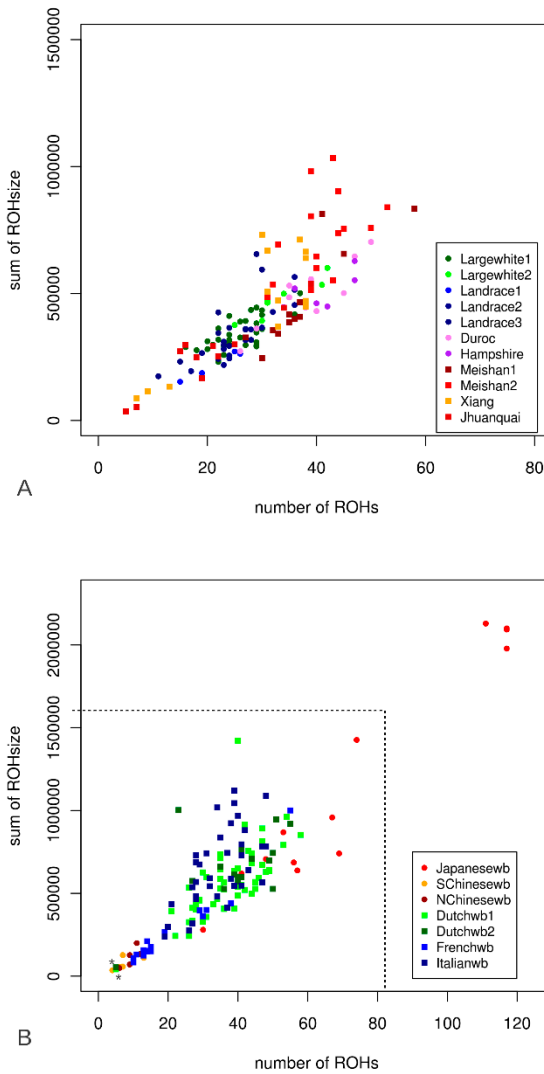 1500000
1000000
500000
0
sum of ROHsize
Largewhite1
Largewhite2
Landrace1
Landrace2
Landrace3
Duroc
Hampshire
Meishan1
Meishan2
Xiang
Jhuanquai
0 20 40 60 80
A
number of ROHs
2000000
1500000
1000000
500000
0
sum of ROHsize
Japanesewb
SChinesewb
NChinesewb
Dutchwb1
Dutchwb2
Frenchwb
Italianwb
*
*
0 20 40 60 80 100 120
B
number of ROHs